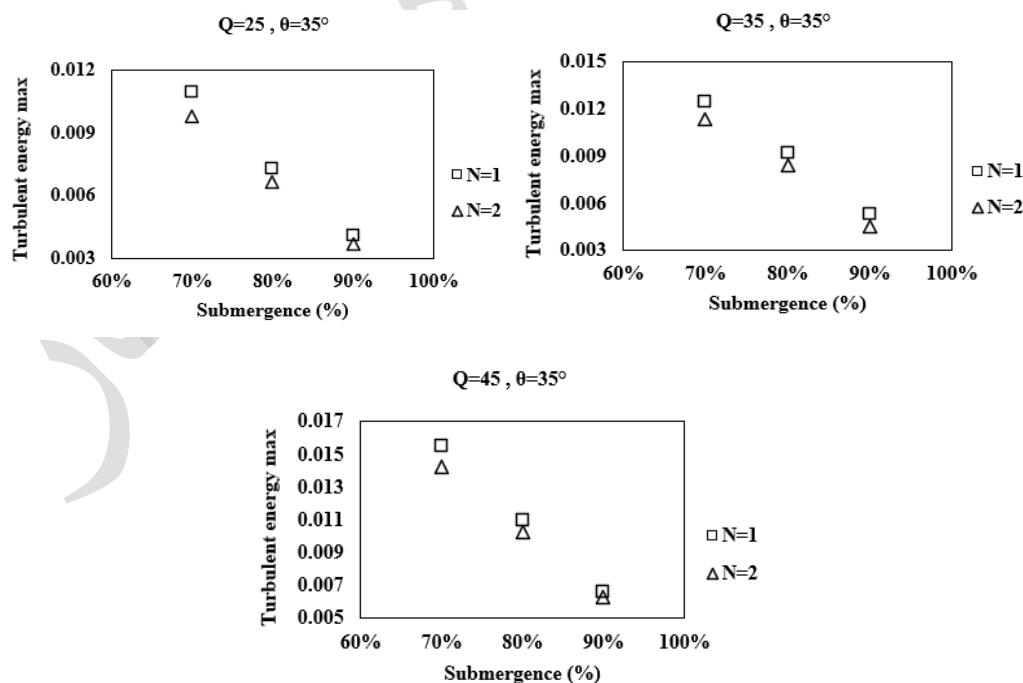 Q=25 , θ=35°
Turbulent energy max
0.012
0.009
0.006
0.003
60% 70% 80% 90% 100%
Submergence (%)
N=1
N=2
Q=35 , θ=35°
Turbulent energy max
0.015
0.012
0.009
0.006
0.003
60% 70% 80% 90% 100%
Submergence (%)
N=1
N=2
Q=45 , θ=35°
Turbulent energy max
0.017
0.015
0.013
0.011
0.009
0.007
0.005
60% 70% 80% 90% 100%
Submergence (%)
N=1
N=2